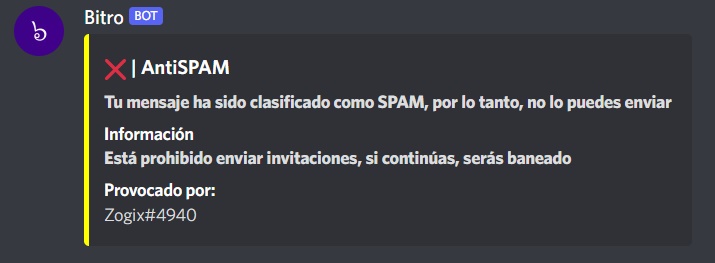 Bitro BOT
❌ | AntiSPAM
Tu mensaje ha sido clasificado como SPAM, por lo tanto, no lo puedes enviar
Información
Está prohibido enviar invitaciones, si continúas, serás baneado
Provocado por:
Zogix#4940